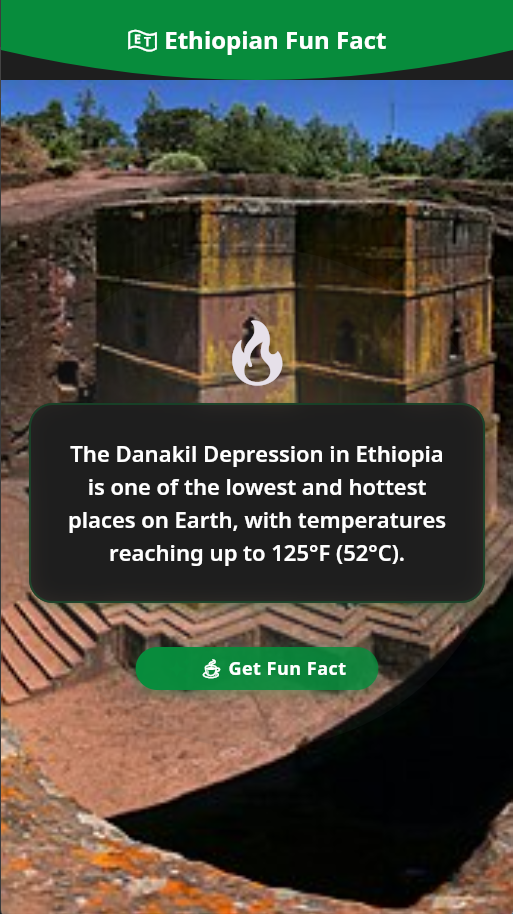 ET Ethiopian Fun Fact
The Danakil Depression in Ethiopia
is one of the lowest and hottest
places on Earth, with temperatures
reaching up to 125°F (52°C).
Get Fun Fact